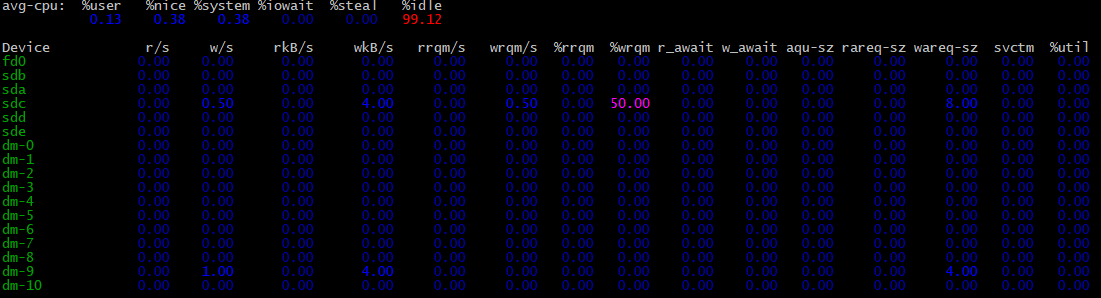 avg-cpu: %user %nice %system %iowait %steal %idle
0.13 0.38 0.38 0.00 0.00 99.12
Device r/s w/s rkB/s wkB/s rrqm/s wrqm/s %rrqm %wrqm r_await w_await aqu-sz rareq-sz wareq-sz svctm %util
fd0 0.00 0.00 0.00 0.00 0.00 0.00 0.00 0.00 0.00 0.00 0.00 0.00 0.00 0.00 0.00
sdb 0.00 0.00 0.00 0.00 0.00 0.00 0.00 0.00 0.00 0.00 0.00 0.00 0.00 0.00 0.00
sda 0.00 0.00 0.00 0.00 0.00 0.00 0.00 0.00 0.00 0.00 0.00 0.00 0.00 0.00 0.00
sdc 0.00 0.50 0.00 4.00 0.00 0.50 0.00 50.00 0.00 0.00 0.00 0.00 8.00 0.00 0.00
sdd 0.00 0.00 0.00 0.00 0.00 0.00 0.00 0.00 0.00 0.00 0.00 0.00 0.00 0.00 0.00
sde 0.00 0.00 0.00 0.00 0.00 0.00 0.00 0.00 0.00 0.00 0.00 0.00 0.00 0.00 0.00
dm-0 0.00 0.00 0.00 0.00 0.00 0.00 0.00 0.00 0.00 0.00 0.00 0.00 0.00 0.00 0.00
dm-1 0.00 0.00 0.00 0.00 0.00 0.00 0.00 0.00 0.00 0.00 0.00 0.00 0.00 0.00 0.00
dm-2 0.00 0.00 0.00 0.00 0.00 0.00 0.00 0.00 0.00 0.00 0.00 0.00 0.00 0.00 0.00
dm-3 0.00 0.00 0.00 0.00 0.00 0.00 0.00 0.00 0.00 0.00 0.00 0.00 0.00 0.00 0.00
dm-4 0.00 0.00 0.00 0.00 0.00 0.00 0.00 0.00 0.00 0.00 0.00 0.00 0.00 0.00 0.00
dm-5 0.00 0.00 0.00 0.00 0.00 0.00 0.00 0.00 0.00 0.00 0.00 0.00 0.00 0.00 0.00
dm-6 0.00 0.00 0.00 0.00 0.00 0.00 0.00 0.00 0.00 0.00 0.00 0.00 0.00 0.00 0.00
dm-7 0.00 0.00 0.00 0.00 0.00 0.00 0.00 0.00 0.00 0.00 0.00 0.00 0.00 0.00 0.00
dm-8 0.00 0.00 0.00 0.00 0.00 0.00 0.00 0.00 0.00 0.00 0.00 0.00 0.00 0.00 0.00
dm-9 0.00 1.00 0.00 4.00 0.00 0.00 0.00 0.00 0.00 0.00 0.00 0.00 4.00 0.00 0.00
dm-10 0.00 0.00 0.00 0.00 0.00 0.00 0.00 0.00 0.00 0.00 0.00 0.00 0.00 0.00 0.00